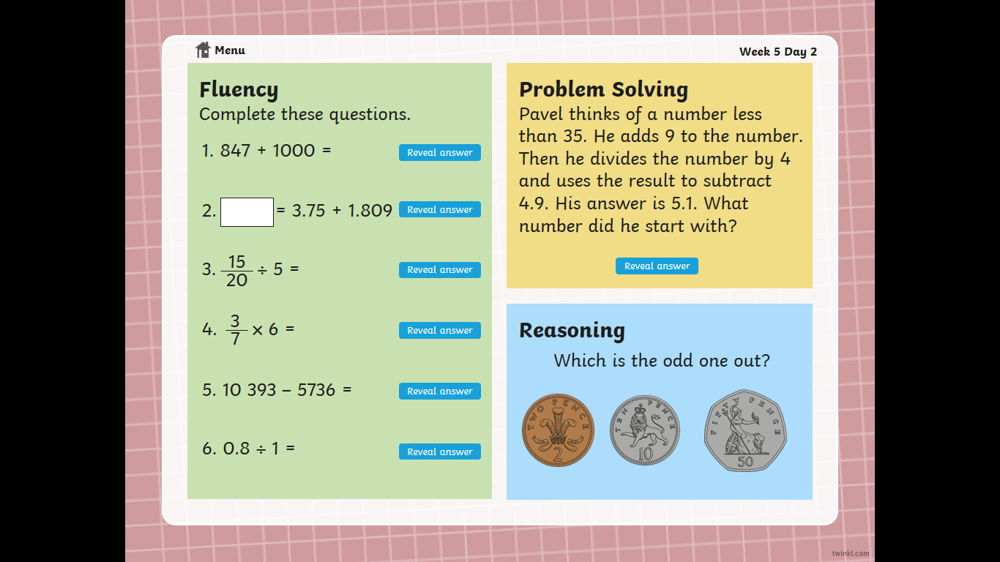 Menu
Week 5 Day 2
Fluency
Complete these questions.
1. 847 + 1000 =
Reveal answer
2. = 3.75 + 1.809
Reveal answer
3. 15/20 ÷ 5 =
Reveal answer
4. 3/7 × 6 =
Reveal answer
5. 10 393 – 5736 =
Reveal answer
6. 0.8 ÷ 1 =
Reveal answer
Problem Solving
Pavel thinks of a number less
than 35. He adds 9 to the number.
Then he divides the number by 4
and uses the result to subtract
4.9. His answer is 5.1. What
number did he start with?
Reveal answer
Reasoning
Which is the odd one out?
TWO PENCE
2
TEN PENCE
10
FIFTY PENCE
50
twinkl.com